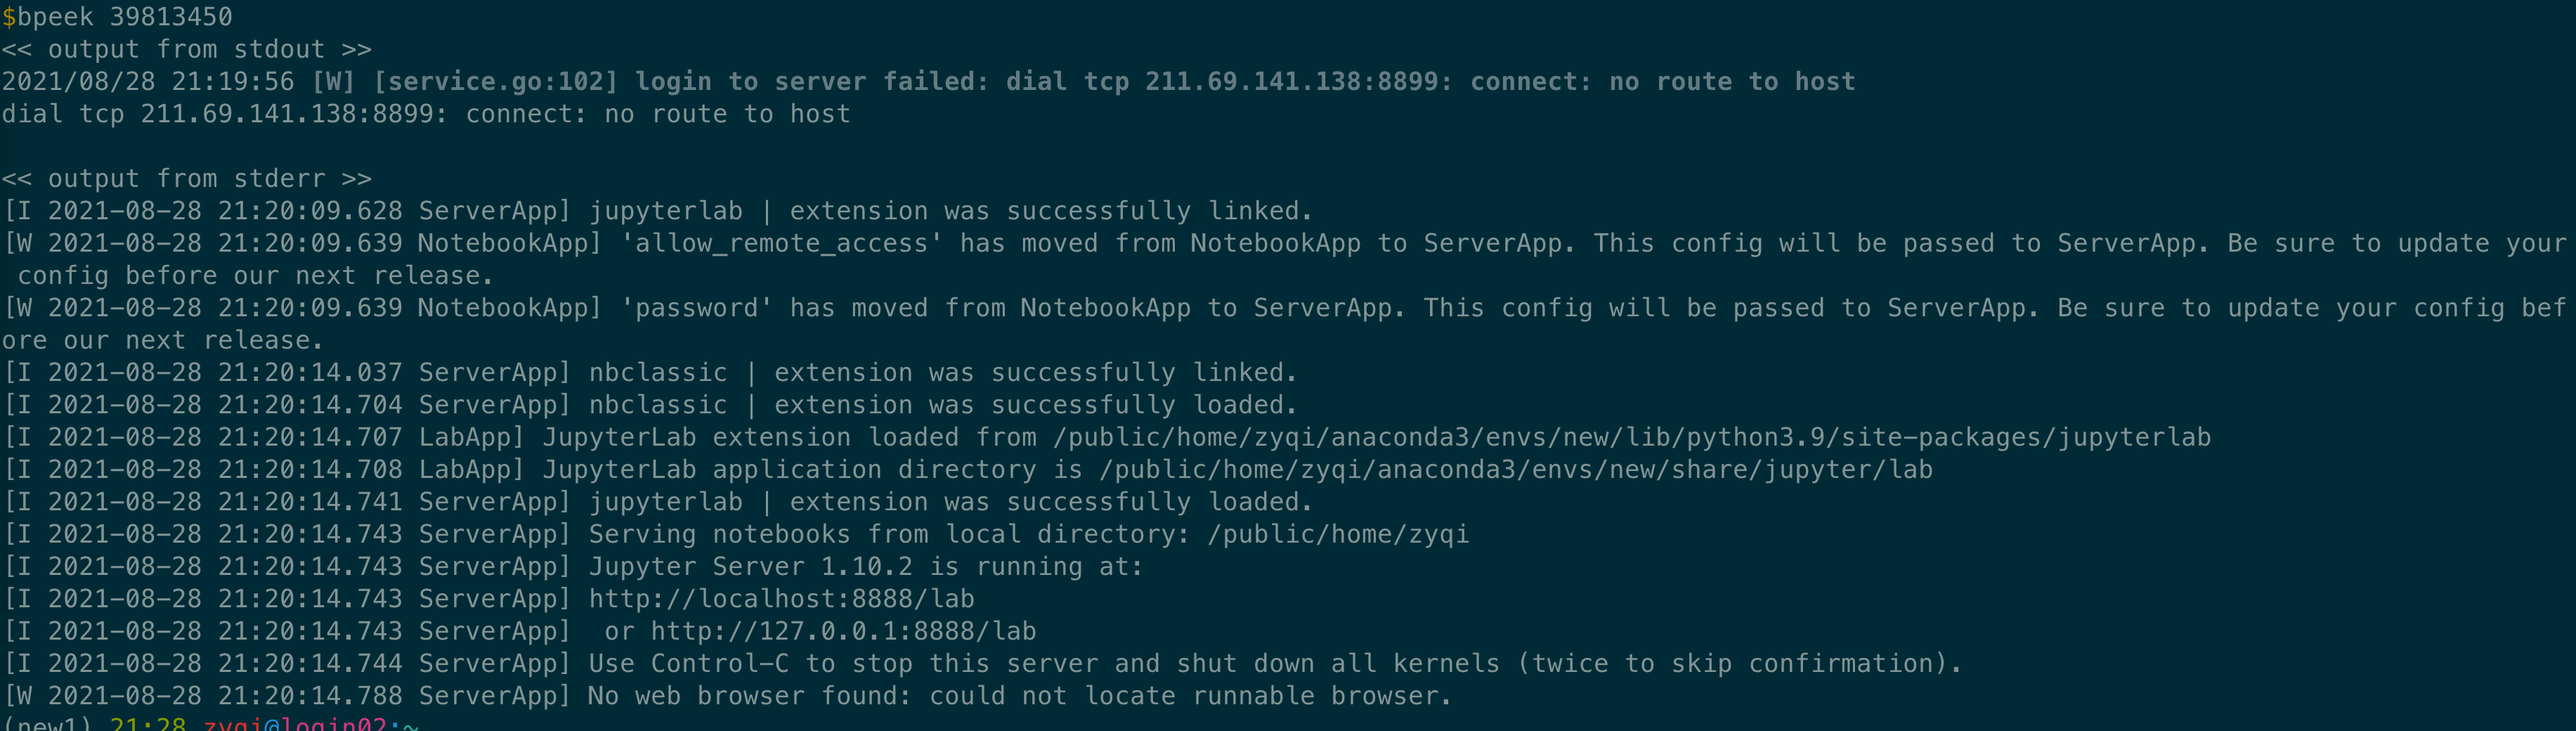 $bpeek 39813450
<< output from stdout >>
2021/08/28 21:19:56 [W] [service.go:102] login to server failed: dial tcp 211.69.141.138:8899: connect: no route to host
dial tcp 211.69.141.138:8899: connect: no route to host
<< output from stderr >>
[I 2021-08-28 21:20:09.628 ServerApp] jupyterlab | extension was successfully linked.
[W 2021-08-28 21:20:09.639 NotebookApp] 'allow_remote_access' has moved from NotebookApp to ServerApp. This config will be passed to ServerApp. Be sure to update your
config before our next release.
[W 2021-08-28 21:20:09.639 NotebookApp] 'password' has moved from NotebookApp to ServerApp. This config will be passed to ServerApp. Be sure to update your config bef
ore our next release.
[I 2021-08-28 21:20:14.037 ServerApp] nbclassic | extension was successfully linked.
[I 2021-08-28 21:20:14.704 ServerApp] nbclassic | extension was successfully loaded.
[I 2021-08-28 21:20:14.707 LabApp] JupyterLab extension loaded from /public/home/zyqi/anaconda3/envs/new/lib/python3.9/site-packages/jupyterlab
[I 2021-08-28 21:20:14.708 LabApp] JupyterLab application directory is /public/home/zyqi/anaconda3/envs/new/share/jupyter/lab
[I 2021-08-28 21:20:14.741 ServerApp] jupyterlab | extension was successfully loaded.
[I 2021-08-28 21:20:14.743 ServerApp] Serving notebooks from local directory: /public/home/zyqi
[I 2021-08-28 21:20:14.743 ServerApp] Jupyter Server 1.10.2 is running at:
[I 2021-08-28 21:20:14.743 ServerApp] http://localhost:8888/lab
[I 2021-08-28 21:20:14.743 ServerApp]  or http://127.0.0.1:8888/lab
[I 2021-08-28 21:20:14.744 ServerApp] Use Control-C to stop this server and shut down all kernels (twice to skip confirmation).
[W 2021-08-28 21:20:14.788 ServerApp] No web browser found: could not locate runnable browser.
(new1) 21:28 zyqi@login02:~